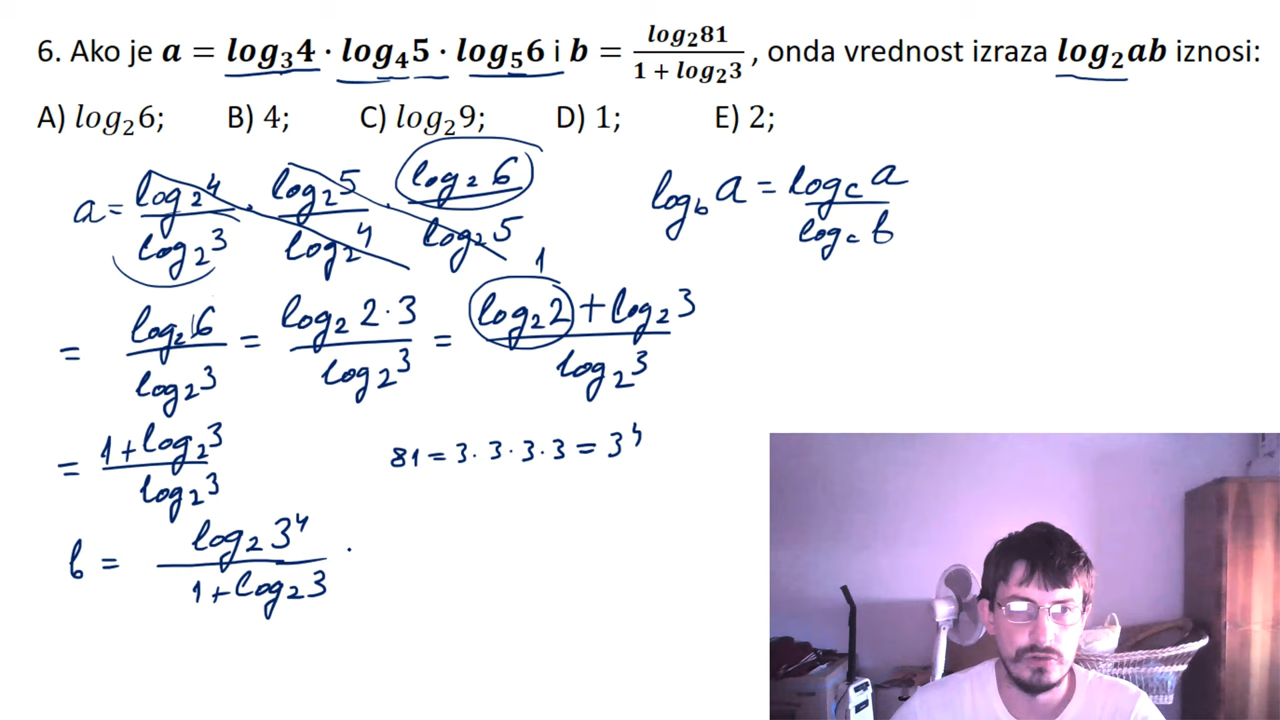 6. Ako je a = log₃4 · log₄5 · log₅6 i b = log₂81 / (1 + log₂3), onda vrednost izraza log₂ab iznosi:
A) log₂6; B) 4; C) log₂9; D) 1; E) 2;
a = log₂4 / log₂3 · log₂5 / log₂4 · log₂6 / log₂5
log_b a = log_c a / log_c b
1
= log₂6 / log₂3 = log₂2·3 / log₂3 = (log₂2 + log₂3) / log₂3
= (1 + log₂3) / log₂3
81 = 3 · 3 · 3 · 3 = 3⁴
b = log₂3⁴ / (1 + log₂3)